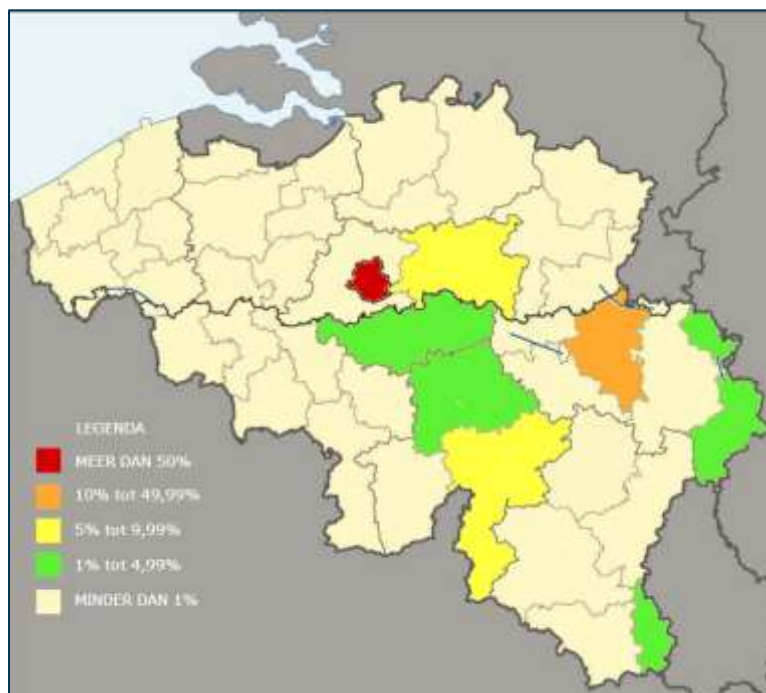 LEGENDA
MEER DAN 50%
10% tot 49,99%
5% tot 9,99%
1% tot 4,99%
MINDER DAN 1%